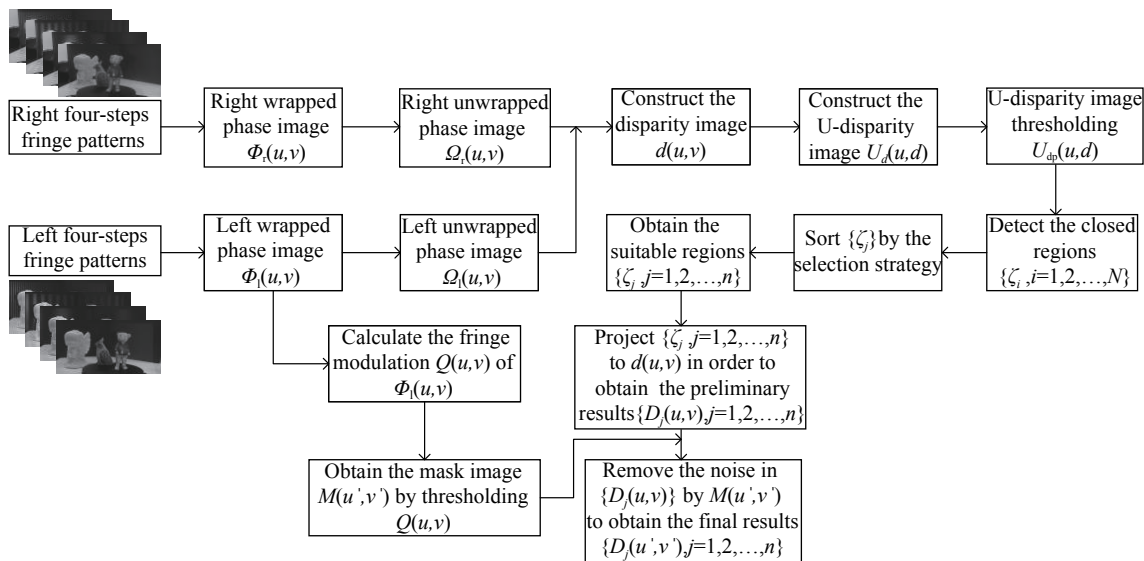 Right four-steps
fringe patterns
Right wrapped
phase image
Φr(u,v)
Right unwrapped
phase image
Ωr(u,v)
Construct the
disparity image
d(u,v)
Construct the
U-disparity
image Ud(u,d)
U-disparity image
thresholding
Udp(u,d)
Left four-steps
fringe patterns
Left wrapped
phase image
Φl(u,v)
Left unwrapped
phase image
Ωl(u,v)
Obtain the
suitable regions
{ζj ,j=1,2,…,n}
Sort {ζj}by the
selection strategy
Detect the closed
regions
{ζi ,i=1,2,…,N}
Calculate the fringe
modulation Q(u,v) of
Φl(u,v)
Project {ζj ,j=1,2,…,n}
to d(u,v) in order to
obtain the preliminary
results{Dj(u,v),j=1,2,…,n}
Obtain the mask image
M(u',v') by thresholding
Q(u,v)
Remove the noise in
{Dj(u,v)} by M(u',v')
to obtain the final results
{Dj(u',v'),j=1,2,…,n}